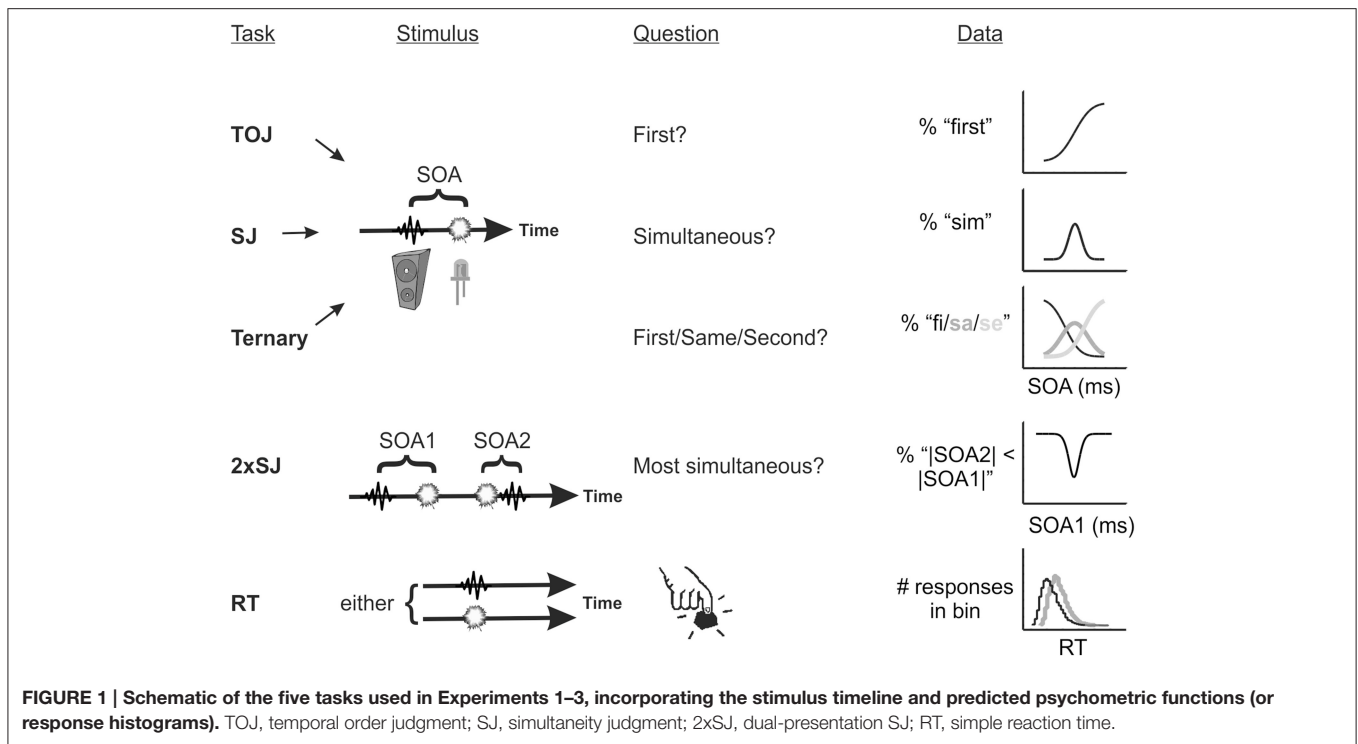 Task Stimulus Question Data
TOJ
First?
% “first”
SOA
Time
SJ
Simultaneous?
% “sim”
Ternary
First/Same/Second?
% “fi/sa/se”
SOA (ms)
2xSJ
SOA1 SOA2
Time
Most simultaneous?
% “|SOA2| <
|SOA1|”
SOA1 (ms)
RT
either
Time
# responses
in bin
RT
FIGURE 1 | Schematic of the five tasks used in Experiments 1–3, incorporating the stimulus timeline and predicted psychometric functions (or
response histograms). TOJ, temporal order judgment; SJ, simultaneity judgment; 2xSJ, dual-presentation SJ; RT, simple reaction time.